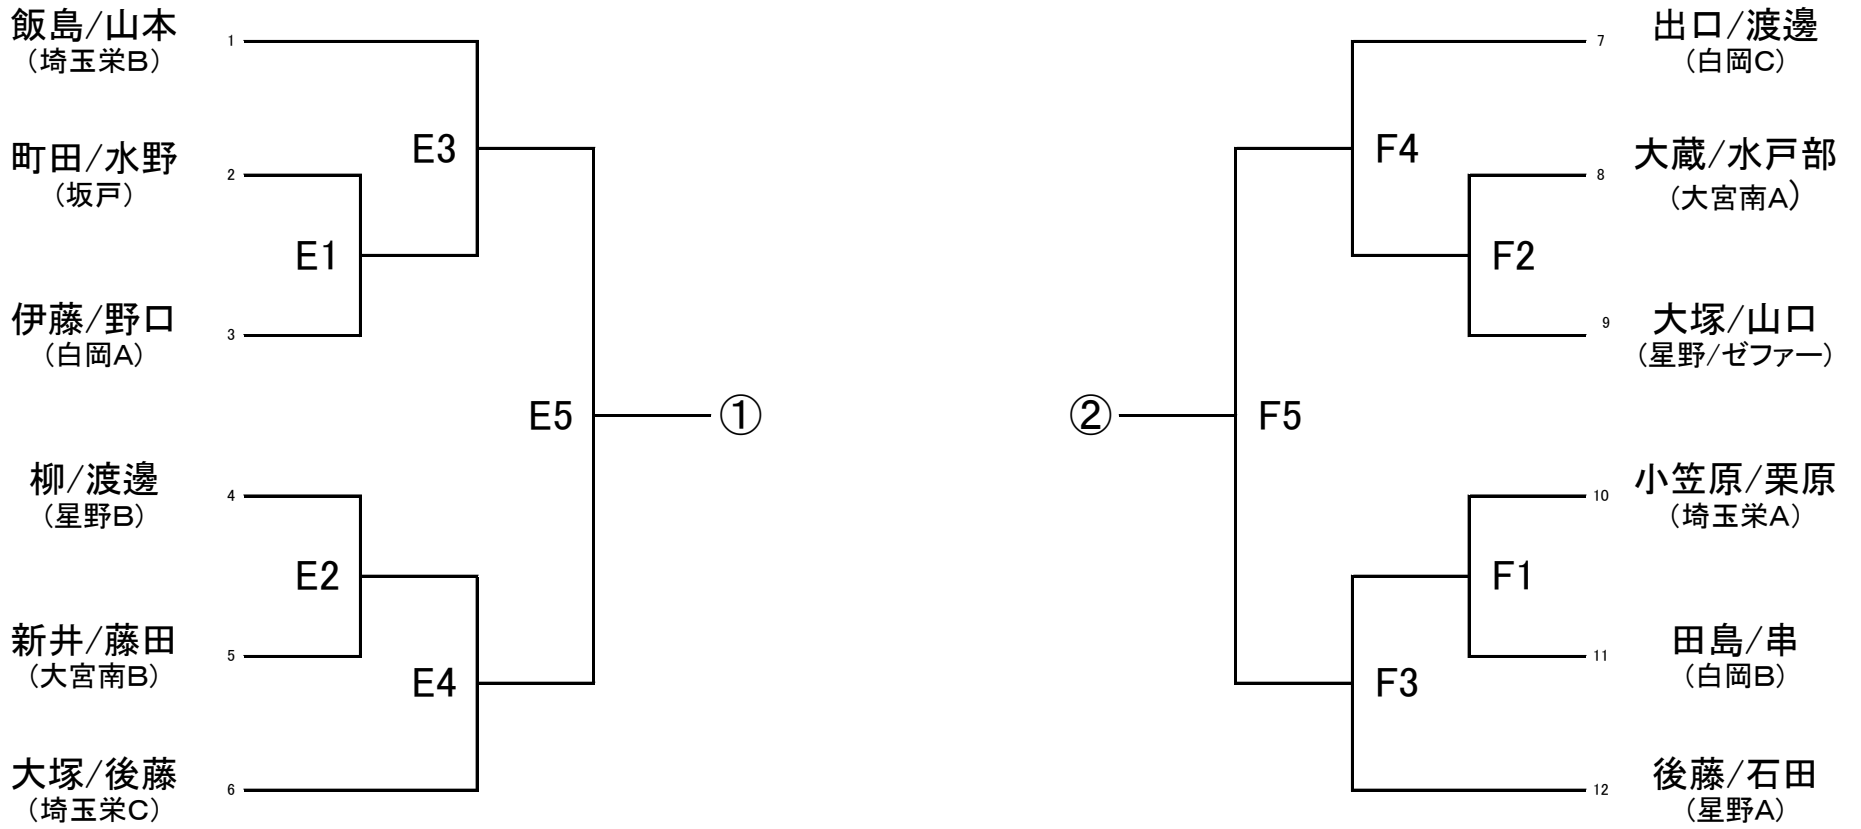 飯島/山本
（埼玉栄B）
1
町田/水野
（坂戸）
2
伊藤/野口
（白岡A）
3
柳/渡邊
（星野B）
4
新井/藤田
（大宮南B）
5
大塚/後藤
（埼玉栄C）
6
E3
E1
E5
E2
E4
①
②
F4
F2
F5
F1
F3
7
出口/渡邊
（白岡C）
8
大蔵/水戸部
（大宮南A）
9
大塚/山口
（星野/ゼファー）
10
小笠原/栗原
（埼玉栄A）
11
田島/串
（白岡B）
12
後藤/石田
（星野A）